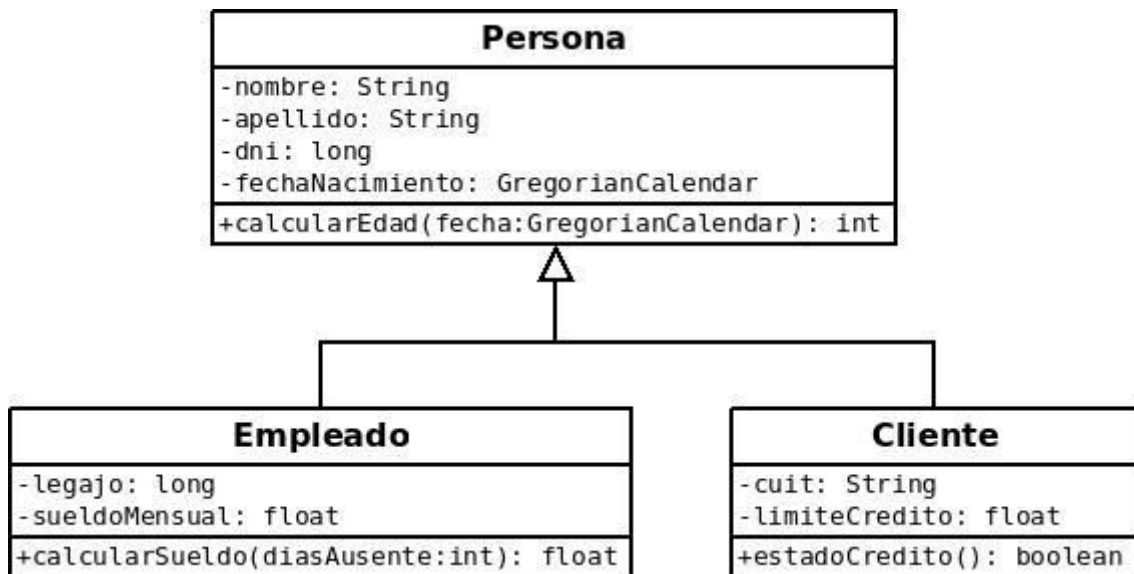 Persona
-nombre: String
-apellido: String
-dni: long
-fechaNacimiento: GregorianCalendar
+calcularEdad(fecha:GregorianCalendar): int
Empleado
-legajo: long
-sueldoMensual: float
+calcularSueldo(diasAusente:int): float
Cliente
-cuit: String
-limiteCredito: float
+estadoCredito(): boolean